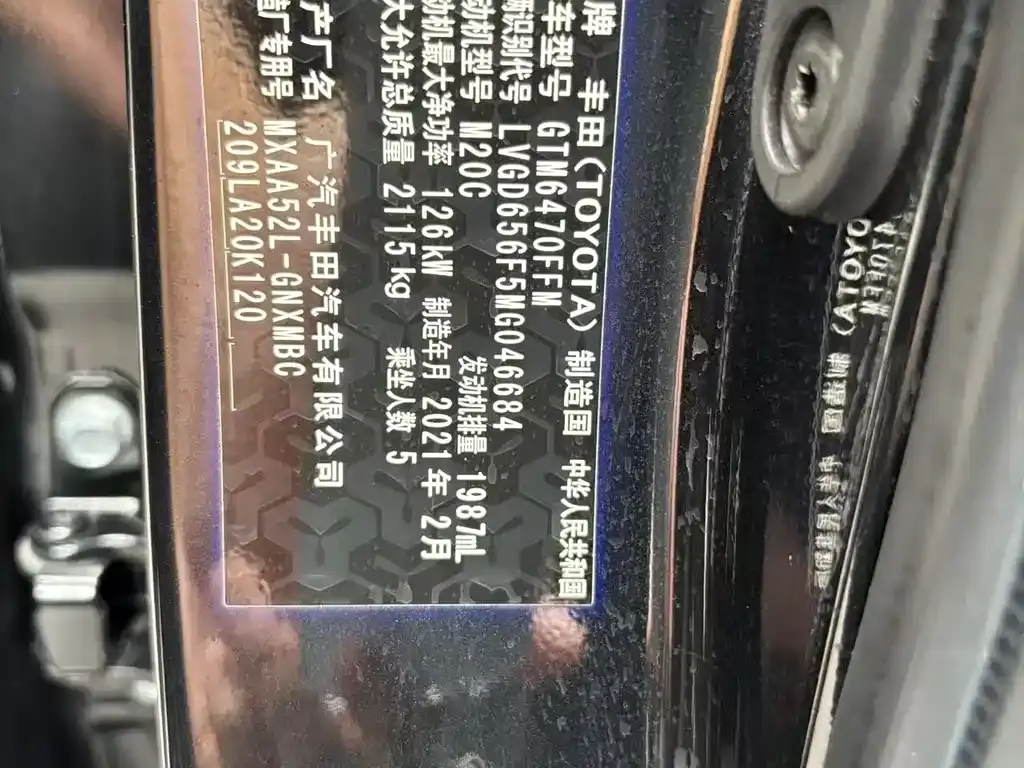 牌 丰田(TOYOTA) 制造国 中华人民共和国
车型号 GTM6470FFM
辆识别代号 LVGD656F5MG046684
动机型号 M20C 发动机排量 1987mL
动机最大净功率 126kW 制造年月 2021年2月
大允许总质量 2115kg 乘坐人数 5
产厂名 广汽丰田汽车有限公司
造厂专用号 MXAA52L-GNXMBC
209LA20K120